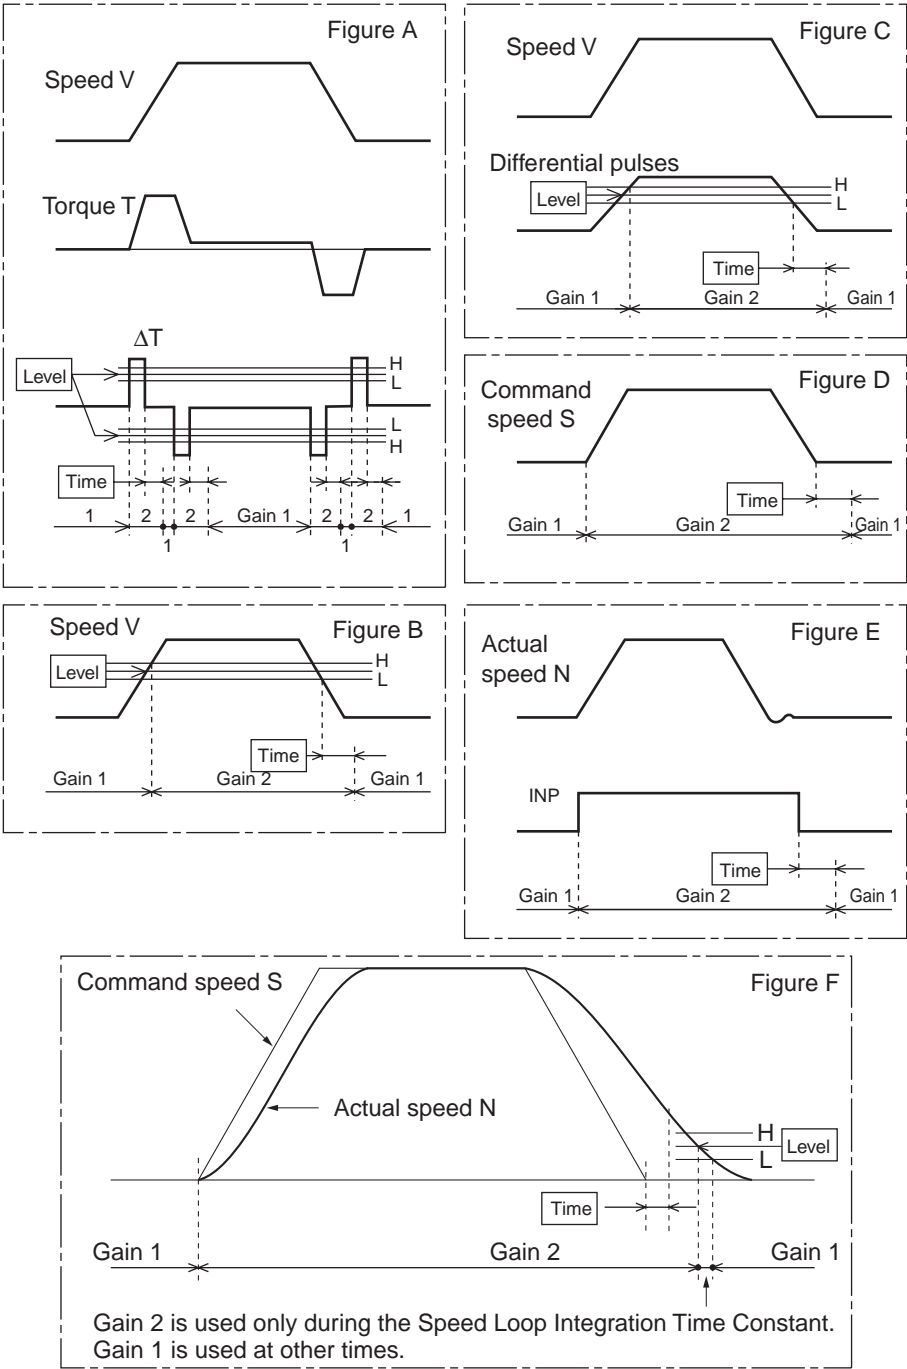 Figure A
Speed V
Torque T
ΔT
Level
H
L
L
H
Time
1 2 2 Gain 1 2 2 1
1 1
Speed V
Figure B
Level
H
L
Time
Gain 1 Gain 2 Gain 1
Figure C
Speed V
Differential pulses
Level
H
L
Time
Gain 1 Gain 2 Gain 1
Figure D
Command
speed S
Time
Gain 1 Gain 2 Gain 1
Figure E
Actual
speed N
INP
Time
Gain 1 Gain 2 Gain 1
Command speed S
Figure F
Actual speed N
H
Level
L
Time
Gain 1 Gain 2 Gain 1
Gain 2 is used only during the Speed Loop Integration Time Constant.
Gain 1 is used at other times.